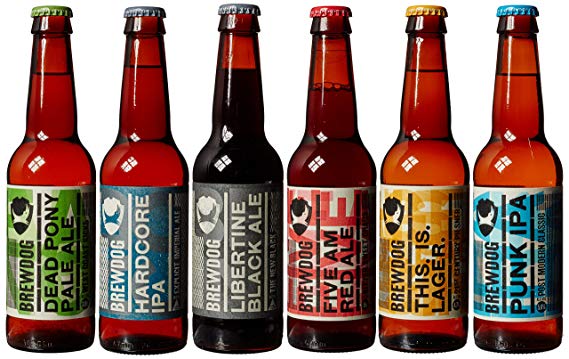 BREWDOG
DEAD PONY
PALE ALE
BREWDOG
HARDCORE
IPA
EXPLICIT IMPERIAL ALE
BREWDOG
LIBERTINE
BLACK ALE
THE NEW BLACK
BREWDOG
FIVE AM
RED ALE
BREWDOG
THIS. IS.
LAGER.
BREWDOG
PUNK IPA
POST MODERN CLASSIC